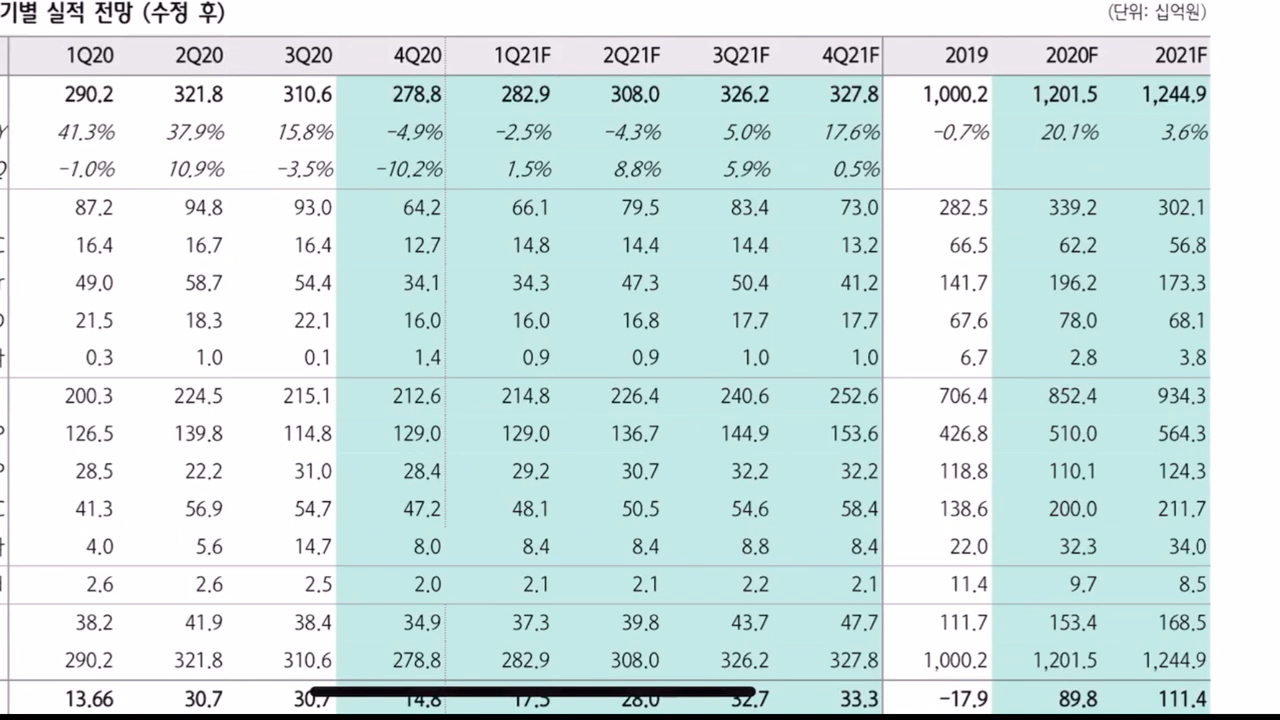 기별 실적 전망 (수정 후) (단위: 십억원)
1Q20 2Q20 3Q20 4Q20 1Q21F 2Q21F 3Q21F 4Q21F 2019 2020F 2021F
290.2 321.8 310.6 278.8 282.9 308.0 326.2 327.8 1,000.2 1,201.5 1,244.9
Y 41.3% 37.9% 15.8% -4.9% -2.5% -4.3% 5.0% 17.6% -0.7% 20.1% 3.6%
Q -1.0% 10.9% -3.5% -10.2% 1.5% 8.8% 5.9% 0.5%
87.2 94.8 93.0 64.2 66.1 79.5 83.4 73.0 282.5 339.2 302.1
C 16.4 16.7 16.4 12.7 14.8 14.4 14.4 13.2 66.5 62.2 56.8
r 49.0 58.7 54.4 34.1 34.3 47.3 50.4 41.2 141.7 196.2 173.3
21.5 18.3 22.1 16.0 16.0 16.8 17.7 17.7 67.6 78.0 68.1
0.3 1.0 0.1 1.4 0.9 0.9 1.0 1.0 6.7 2.8 3.8
200.3 224.5 215.1 212.6 214.8 226.4 240.6 252.6 706.4 852.4 934.3
P 126.5 139.8 114.8 129.0 129.0 136.7 144.9 153.6 426.8 510.0 564.3
P 28.5 22.2 31.0 28.4 29.2 30.7 32.2 32.2 118.8 110.1 124.3
C 41.3 56.9 54.7 47.2 48.1 50.5 54.6 58.4 138.6 200.0 211.7
4.0 5.6 14.7 8.0 8.4 8.4 8.8 8.4 22.0 32.3 34.0
2.6 2.6 2.5 2.0 2.1 2.1 2.2 2.1 11.4 9.7 8.5
38.2 41.9 38.4 34.9 37.3 39.8 43.7 47.7 111.7 153.4 168.5
290.2 321.8 310.6 278.8 282.9 308.0 326.2 327.8 1,000.2 1,201.5 1,244.9
13.66 30.7 30.7 14.8 17.5 28.0 32.7 33.3 -17.9 89.8 111.4